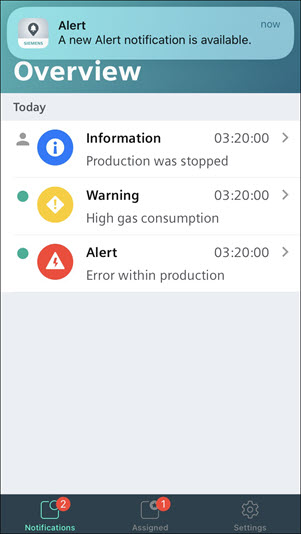 Alert
now
A new Alert notification is available.
SIEMENS
Overview
Today
Information
03:20:00
Production was stopped
Warning
03:20:00
High gas consumption
Alert
03:20:00
Error within production
2
1
Notifications
Assigned
Settings